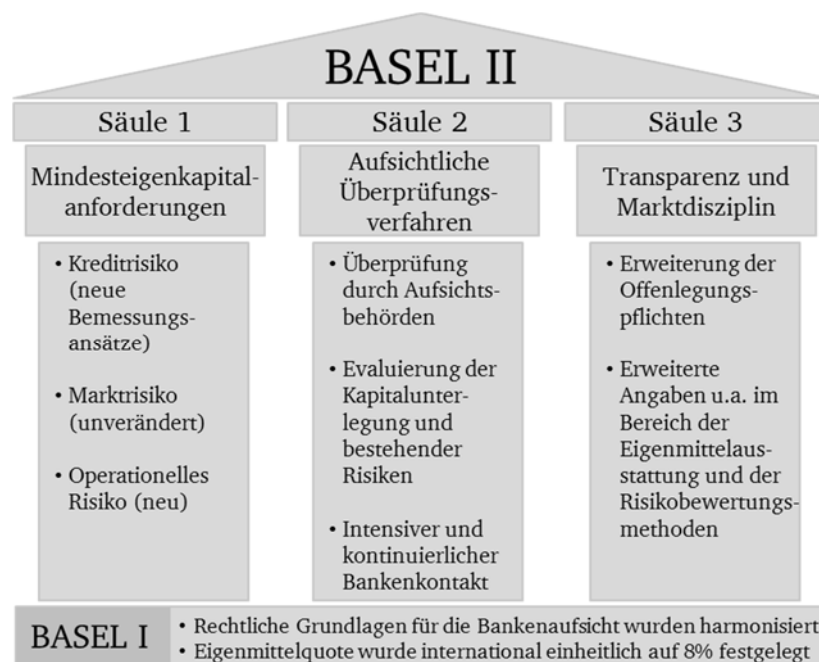 BASEL II
Säule 1
Mindesteigenkapital-
anforderungen
• Kreditrisiko
(neue
Bemessungs-
ansätze)
• Marktrisiko
(unverändert)
• Operationelles
Risiko (neu)
Säule 2
Aufsichtliche
Überprüfungs-
verfahren
• Überprüfung
durch Aufsichts-
behörden
• Evaluierung der
Kapitalunter-
legung und
bestehender
Risiken
• Intensiver und
kontinuierlicher
Bankenkontakt
Säule 3
Transparenz und
Marktdisziplin
• Erweiterung der
Offenlegungs-
pflichten
• Erweiterte
Angaben u.a. im
Bereich der
Eigenmittelaus-
stattung und der
Risikobewertungs-
methoden
BASEL I
• Rechtliche Grundlagen für die Bankenaufsicht wurden harmonisiert
• Eigenmittelquote wurde international einheitlich auf 8% festgelegt